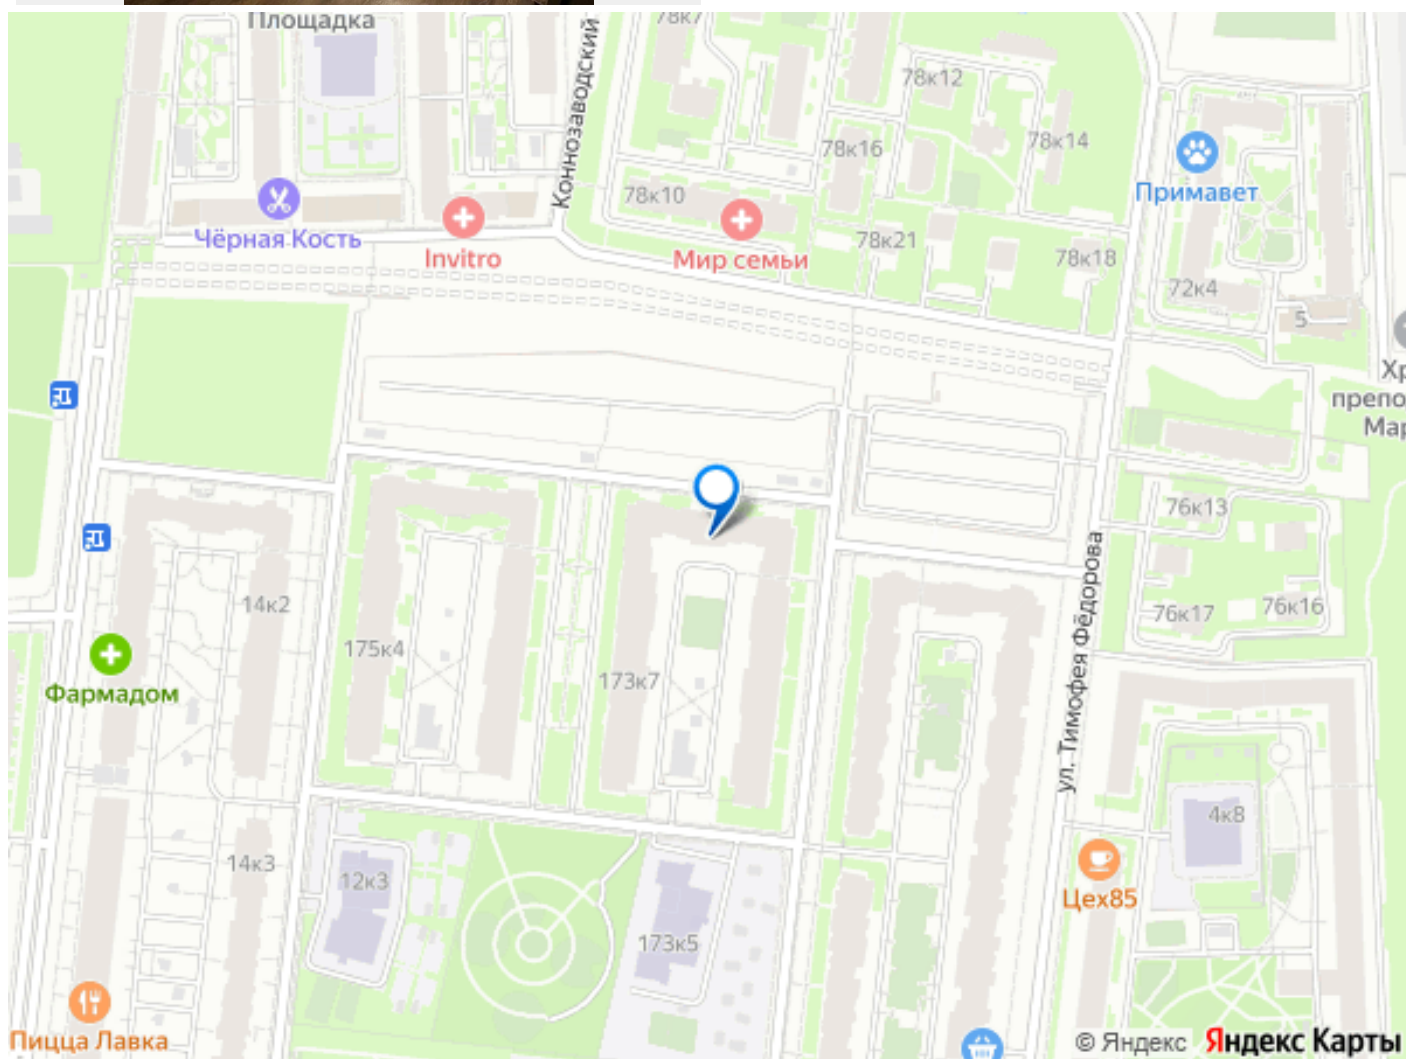 Площадка
78к7
Коннозаводский
78к12
78к14
78к16
Примавет
78к10
Чёрная Кость
Invitro
Мир семьи
78к21
78к18
72к4
5
Хр
препо
Мар
76к13
14к2
175к4
173к7
ул. Тимофея Фёдорова
76к17
76к16
Фармадом
14к3
12к3
173к5
4к8
Цех85
Пицца Лавка
© Яндекс Яндекс Карты